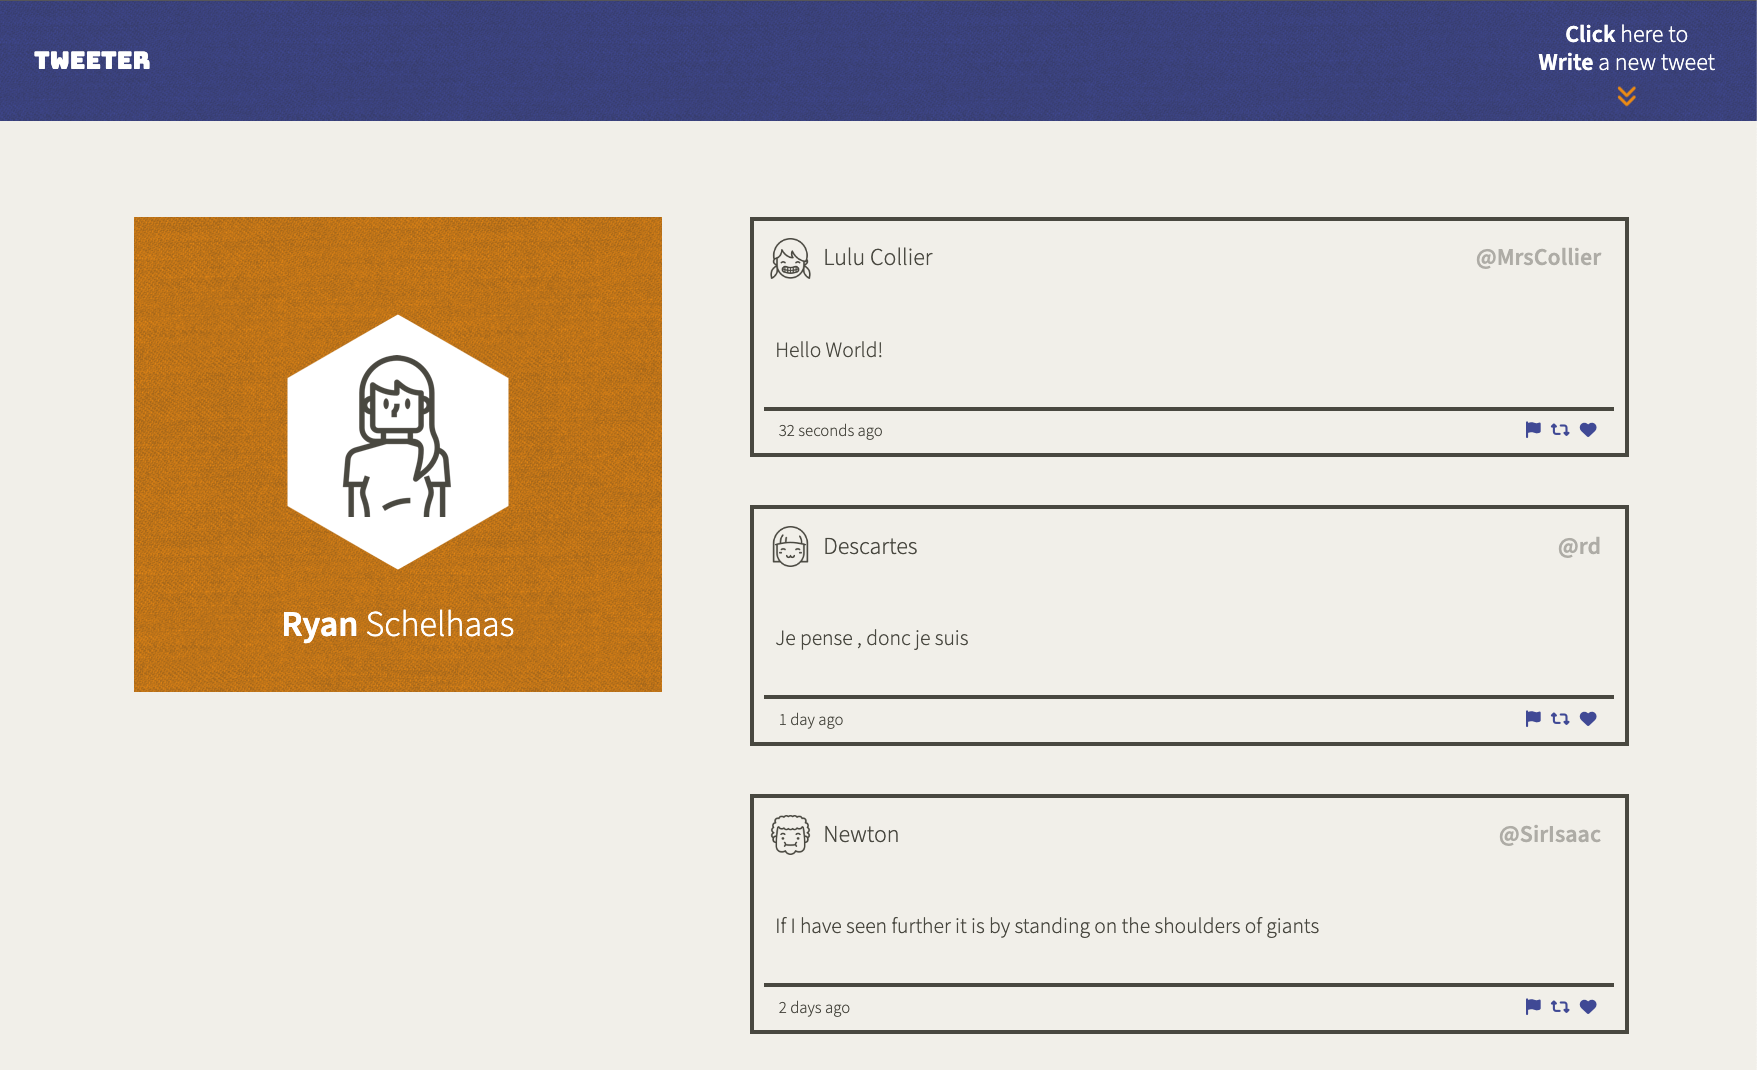 TWEETER
Click here to
Write a new tweet
Ryan Schelhaas
Lulu Collier @MrsCollier
Hello World!
32 seconds ago
Descartes @rd
Je pense , donc je suis
1 day ago
Newton @SirIsaac
If I have seen further it is by standing on the shoulders of giants
2 days ago